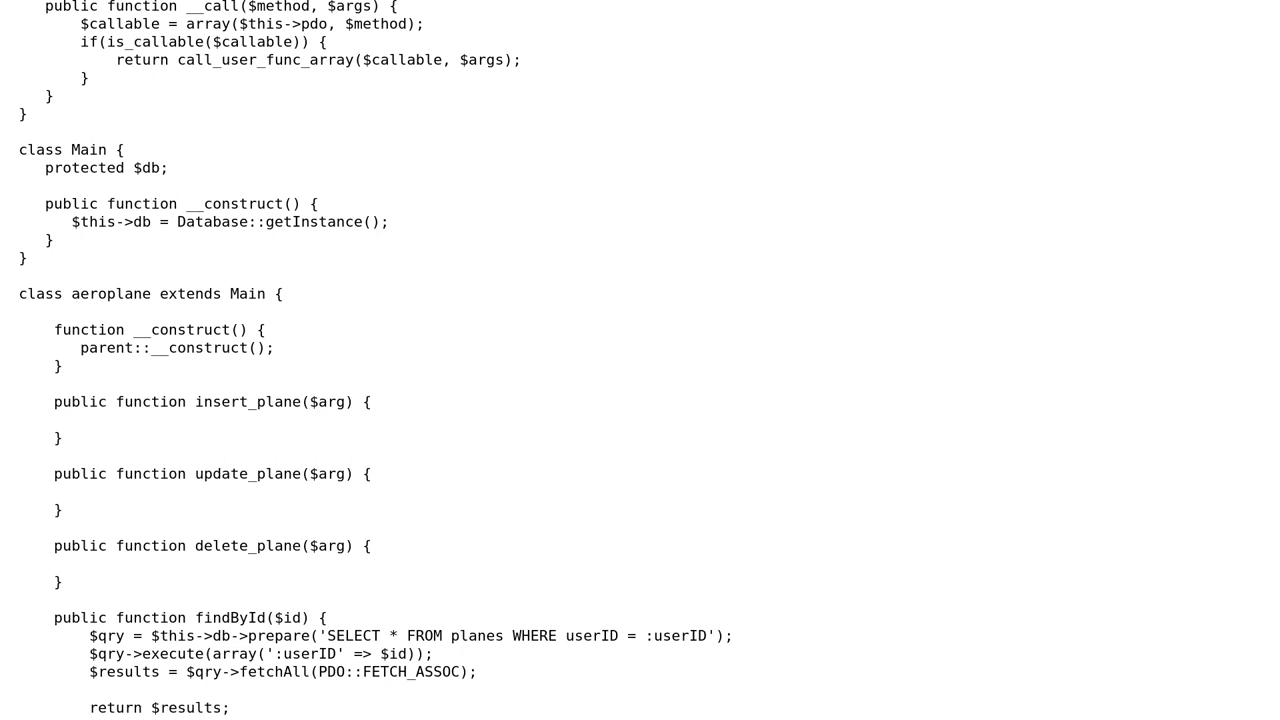 public function __call($method, $args) {
$callable = array($this->pdo, $method);
if(is_callable($callable)) {
return call_user_func_array($callable, $args);
}
}
}
class Main {
protected $db;
public function __construct() {
$this->db = Database::getInstance();
}
}
class aeroplane extends Main {
function __construct() {
parent::__construct();
}
public function insert_plane($arg) {
}
public function update_plane($arg) {
}
public function delete_plane($arg) {
}
public function findById($id) {
$qry = $this->db->prepare('SELECT * FROM planes WHERE userID = :userID');
$qry->execute(array(':userID' => $id));
$results = $qry->fetchAll(PDO::FETCH_ASSOC);
return $results;